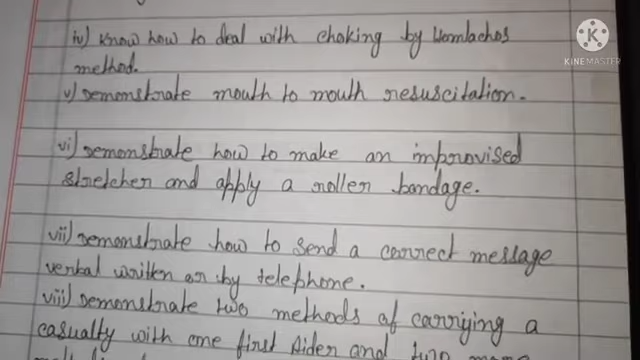 iv) Know how to deal with choking by Homlachos
method.
v) Demonstrate mouth to mouth resuscitation.
vi) Demonstrate how to make an improvised
stretcher and apply a roller bandage.
vii) Demonstrate how to send a correct message
verbal written or by telephone.
viii) Demonstrate two methods of carrying a
casualty with one first Aider and two
KINEMASTER